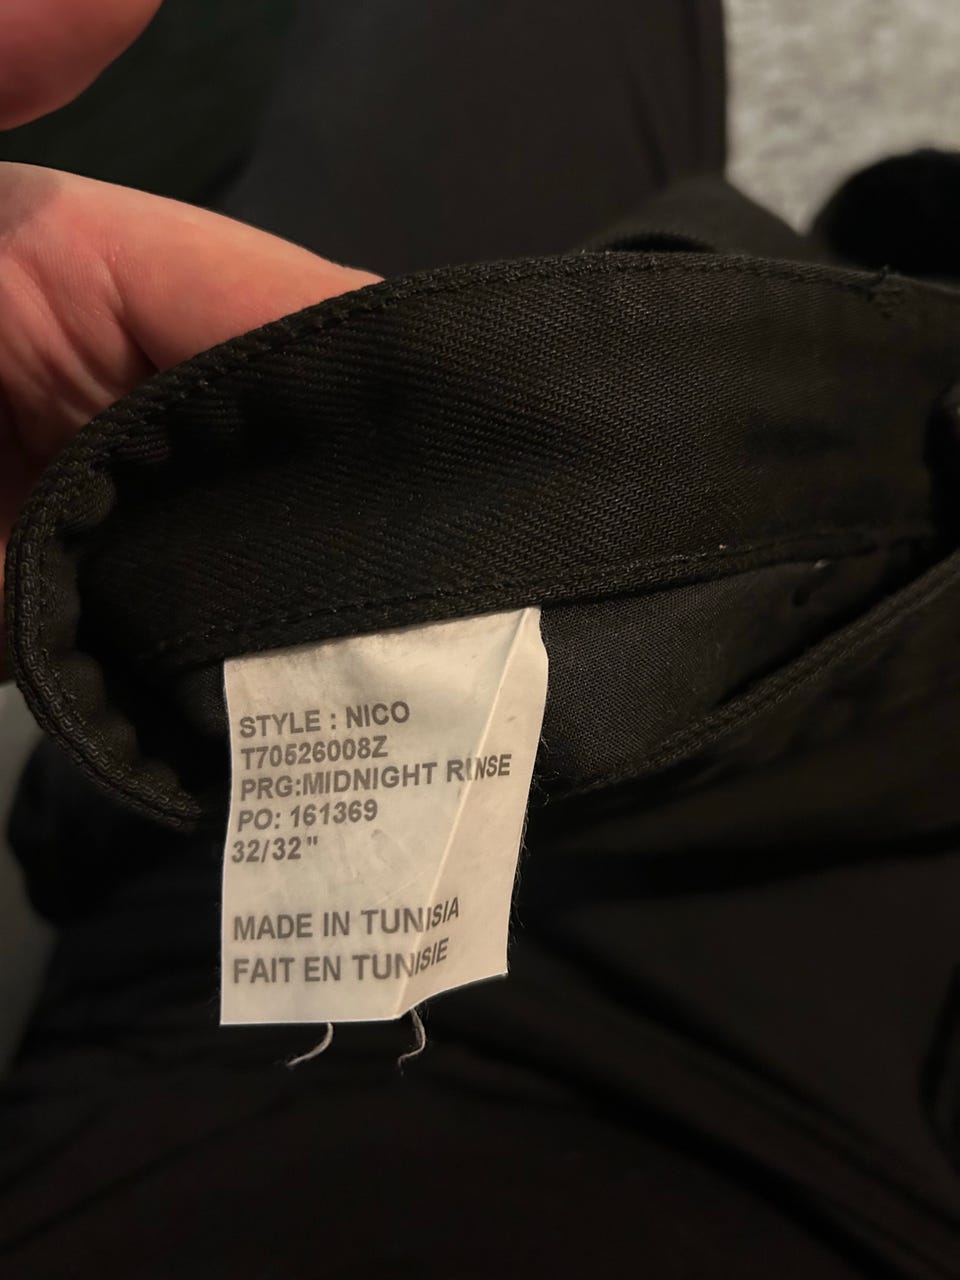 STYLE : NICO
T70526008Z
PRG:MIDNIGHT RINSE
PO: 161369
32/32"
MADE IN TUNISIA
FAIT EN TUNISIE